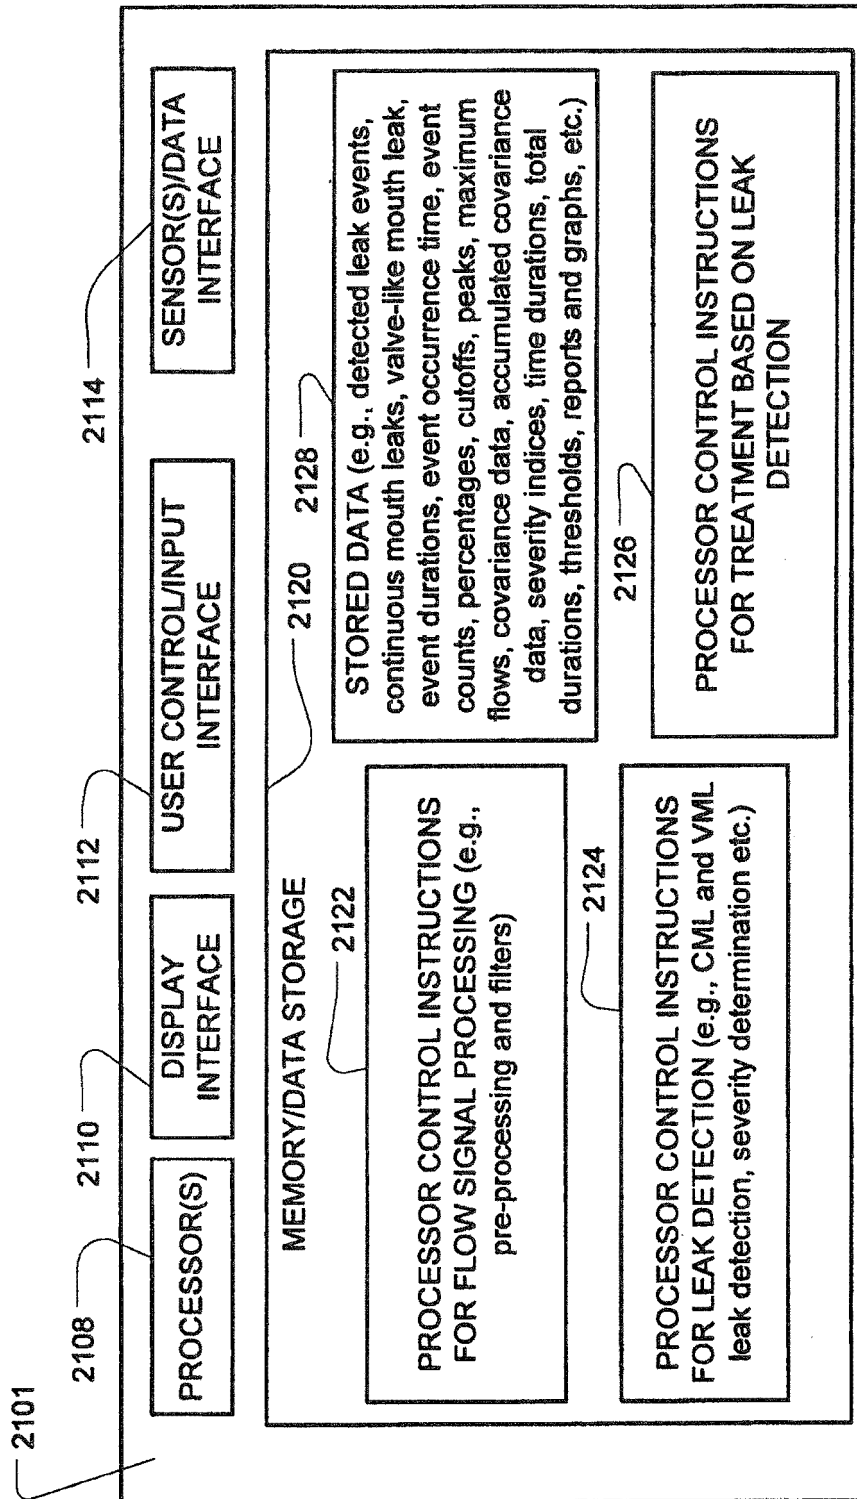 2101
2108
2110
2112
2114
PROCESSOR(S)
DISPLAY
INTERFACE
USER CONTROL/INPUT
INTERFACE
SENSOR(S)/DATA
INTERFACE
MEMORY/DATA STORAGE
2120
2122
PROCESSOR CONTROL INSTRUCTIONS
FOR FLOW SIGNAL PROCESSING (e.g.,
pre-processing and filters)
2128
STORED DATA (e.g., detected leak events,
continuous mouth leaks, valve-like mouth leak,
event durations, event occurrence time, event
counts, percentages, cutoffs, peaks, maximum
flows, covariance data, accumulated covariance
data, severity indices, time durations, total
durations, thresholds, reports and graphs, etc.)
2124
PROCESSOR CONTROL INSTRUCTIONS
FOR LEAK DETECTION (e.g., CML and VML
leak detection, severity determination etc.)
2126
PROCESSOR CONTROL INSTRUCTIONS
FOR TREATMENT BASED ON LEAK
DETECTION